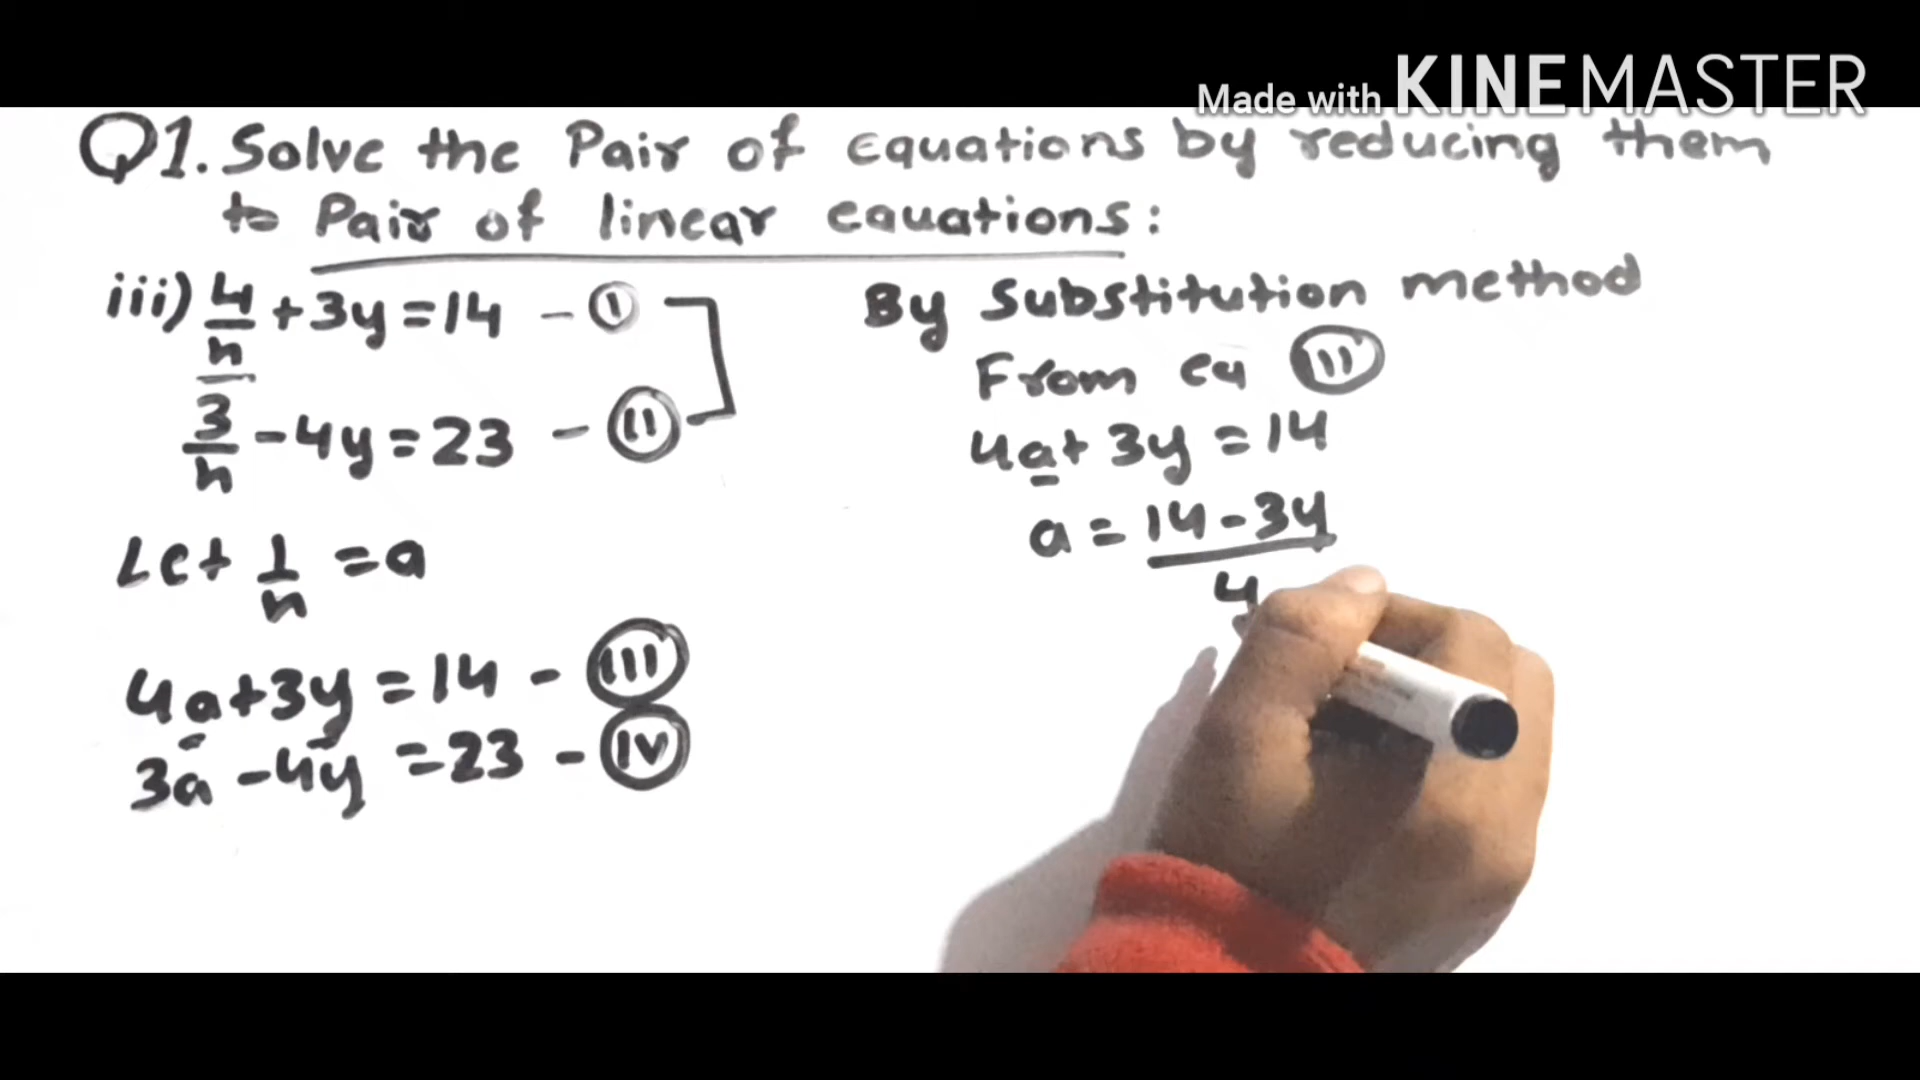 Made with KINEMASTER
Q1. Solve the Pair of equations by reducing them
to Pair of linear equations:
iii) 4/n + 3y = 14 - (I)
3/n - 4y = 23 - (II)
Let 1/n = a
4a + 3y = 14 - (III)
3a - 4y = 23 - (IV)
By Substitution method
From eq (III)
4a + 3y = 14
a = 14 - 3y
4